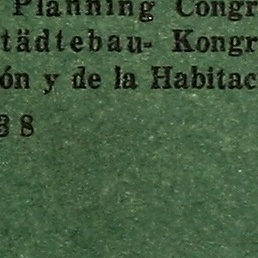 Planning Congr
tädtebau- Kongr
ón y de la Habitac
38